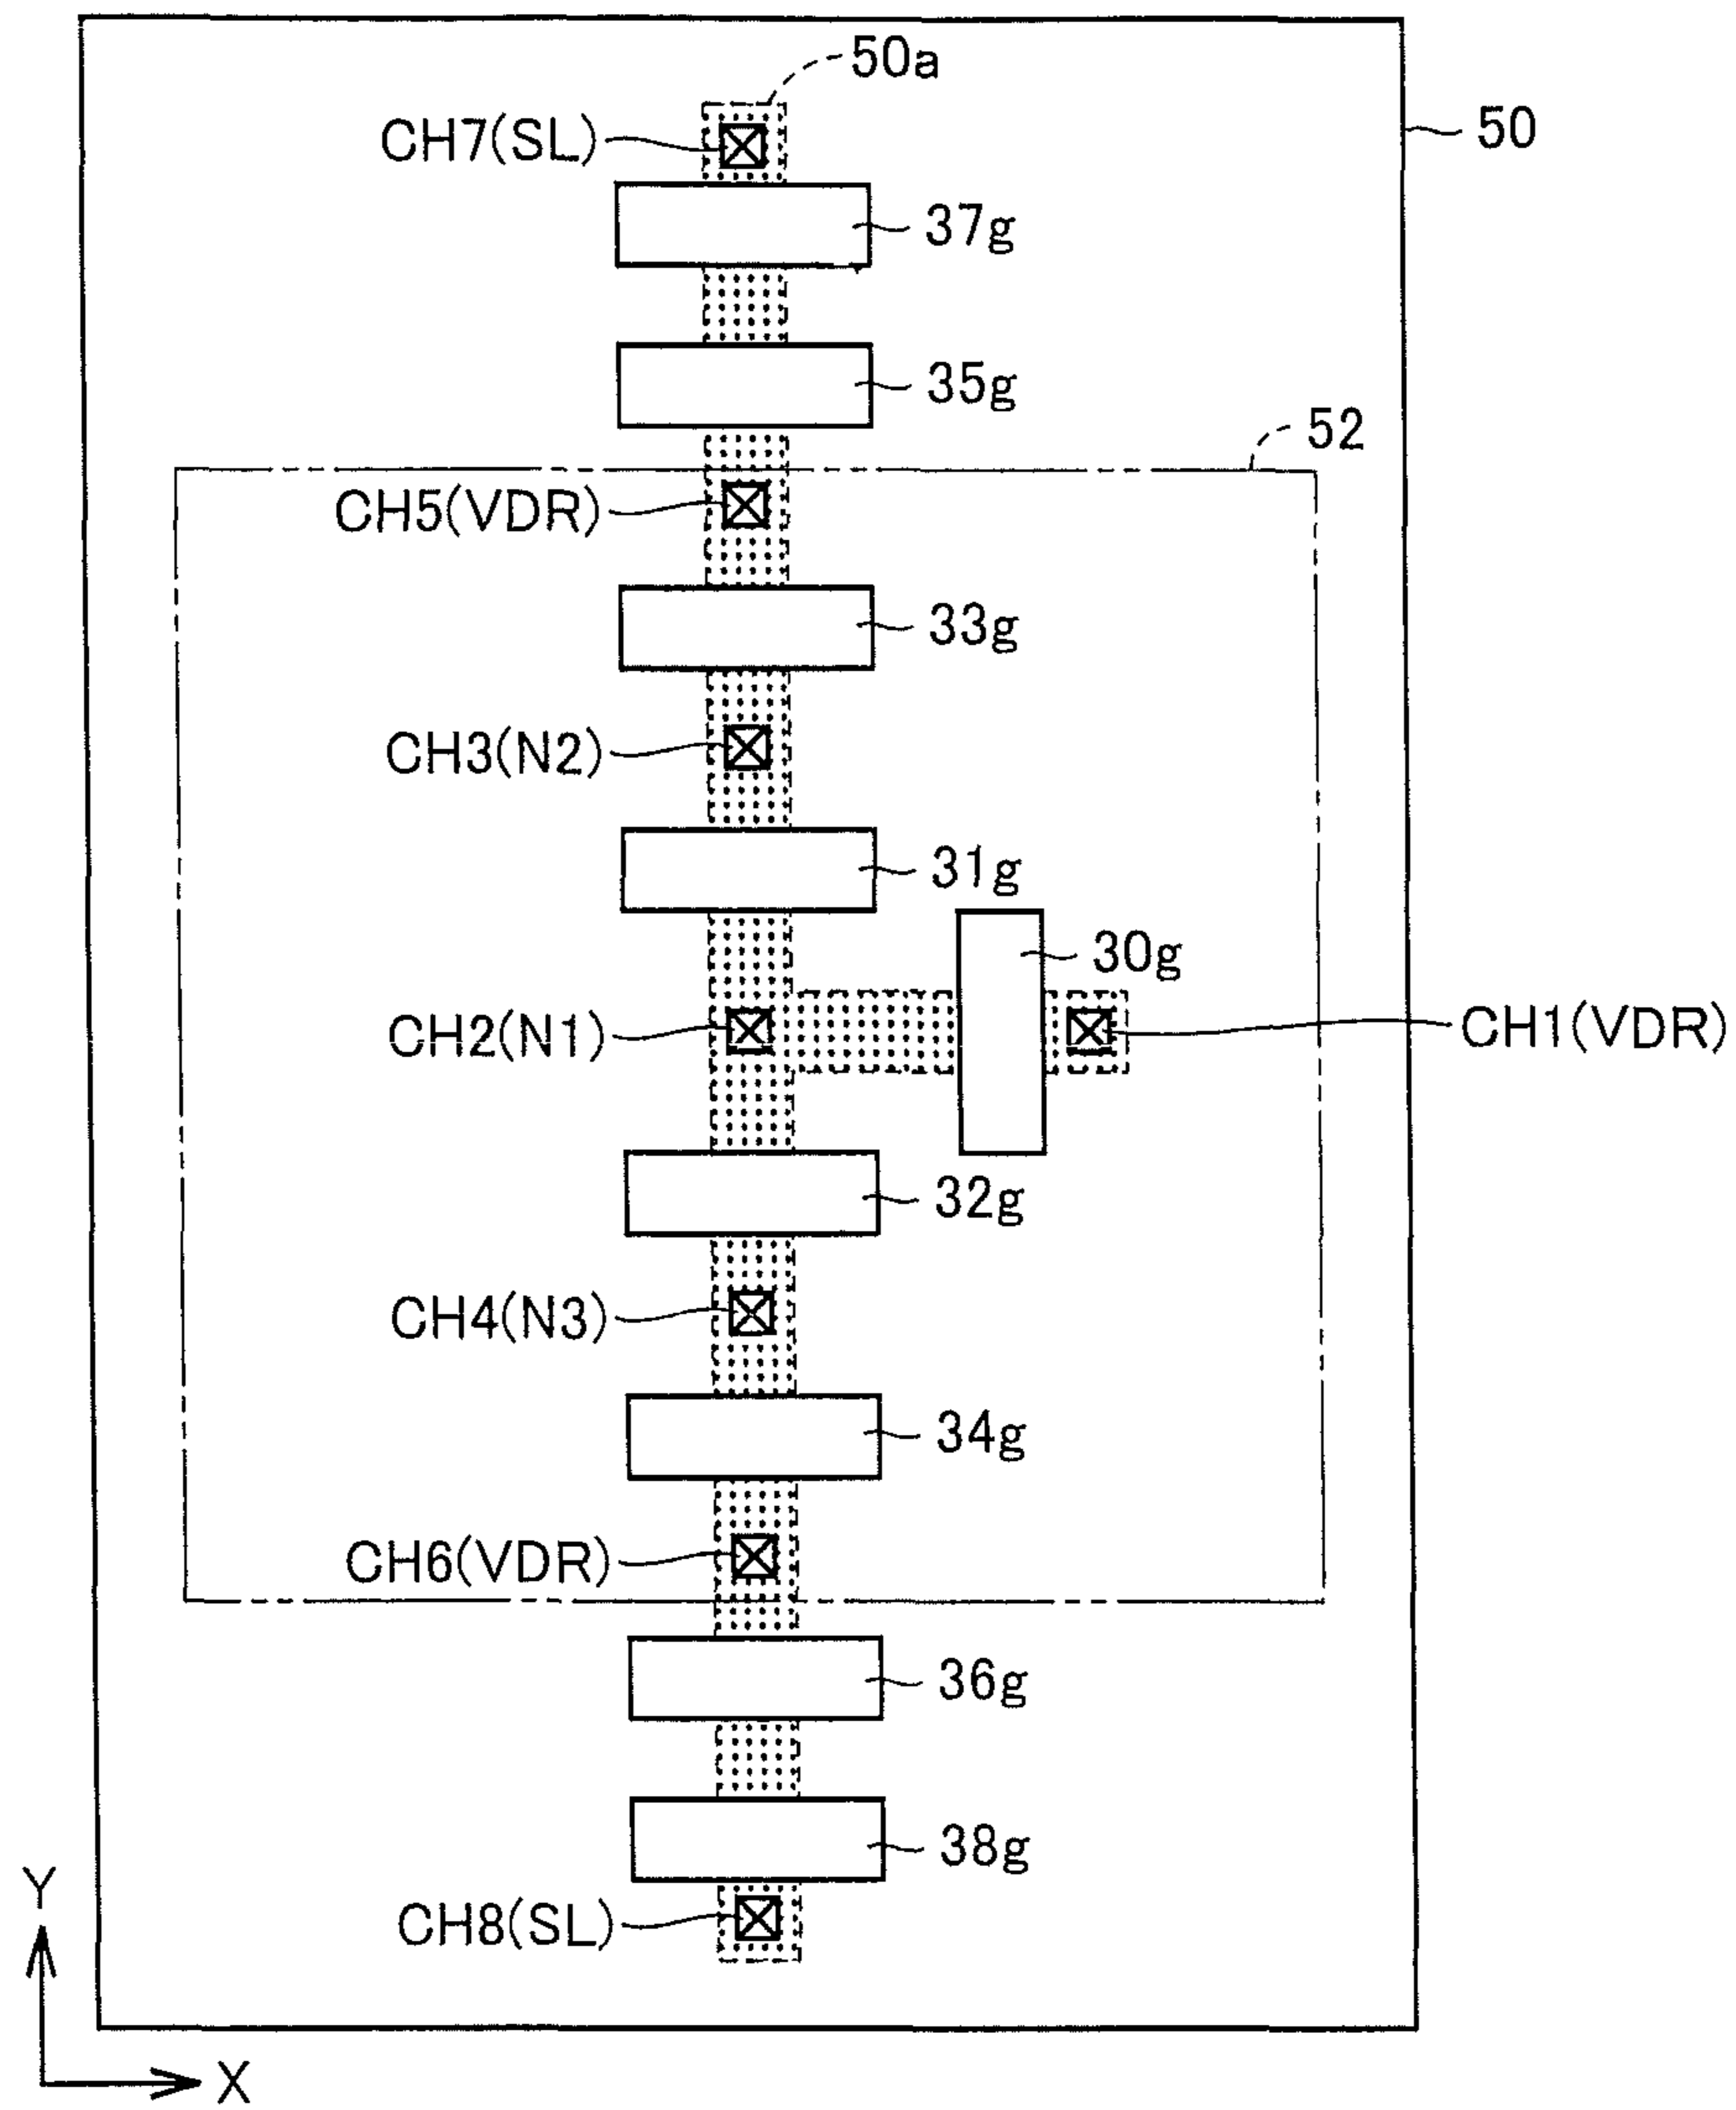 50a
50
CH7(SL)
37g
35g
52
CH5(VDR)
33g
CH3(N2)
31g
30g
CH2(N1)
CH1(VDR)
32g
CH4(N3)
34g
CH6(VDR)
36g
38g
CH8(SL)
Y
X